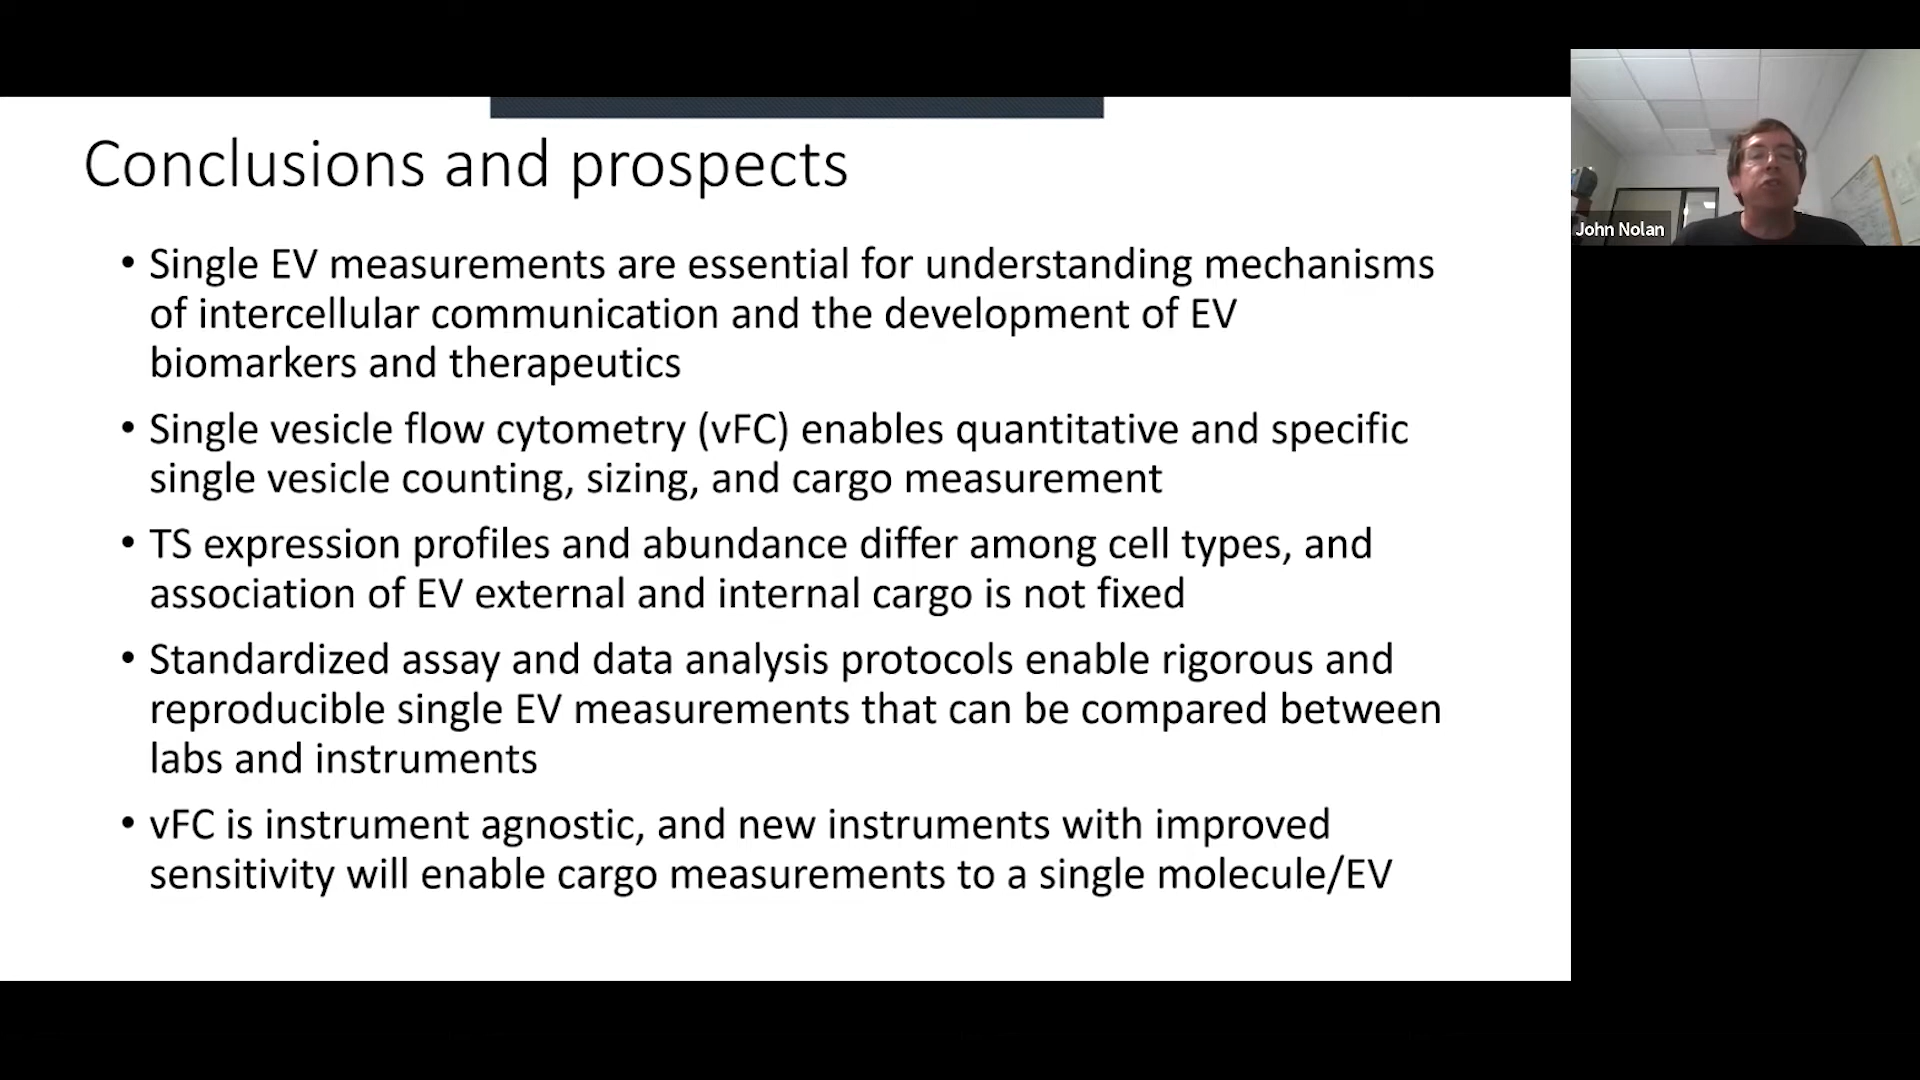 Conclusions and prospects
• Single EV measurements are essential for understanding mechanisms
of intercellular communication and the development of EV
biomarkers and therapeutics
• Single vesicle flow cytometry (vFC) enables quantitative and specific
single vesicle counting, sizing, and cargo measurement
• TS expression profiles and abundance differ among cell types, and
association of EV external and internal cargo is not fixed
• Standardized assay and data analysis protocols enable rigorous and
reproducible single EV measurements that can be compared between
labs and instruments
• vFC is instrument agnostic, and new instruments with improved
sensitivity will enable cargo measurements to a single molecule/EV
John Nolan